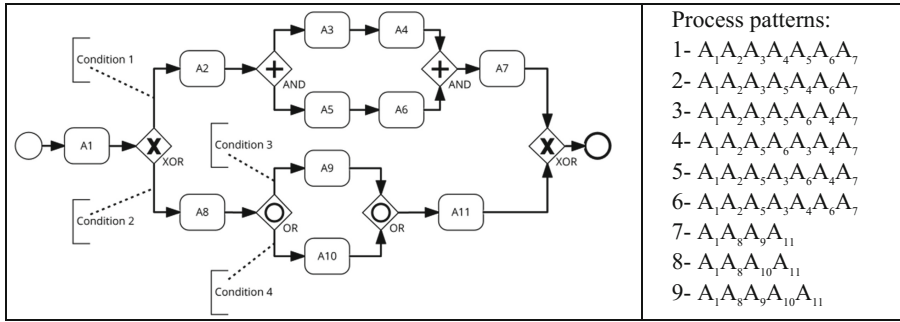 A3
A4
Condition 1
A2
AND
AND
A7
A5
A6
A1
XOR
Condition 3
XOR
A9
Condition 2
A8
OR
OR
A11
A10
Condition 4
Process patterns:
1- A₁A₂A₃A₄A₅A₆A₇
2- A₁A₂A₃A₅A₄A₆A₇
3- A₁A₂A₃A₅A₆A₄A₇
4- A₁A₂A₅A₆A₃A₄A₇
5- A₁A₂A₅A₃A₆A₄A₇
6- A₁A₂A₅A₃A₄A₆A₇
7- A₁A₈A₉A₁₁
8- A₁A₈A₁₀A₁₁
9- A₁A₈A₉A₁₀A₁₁